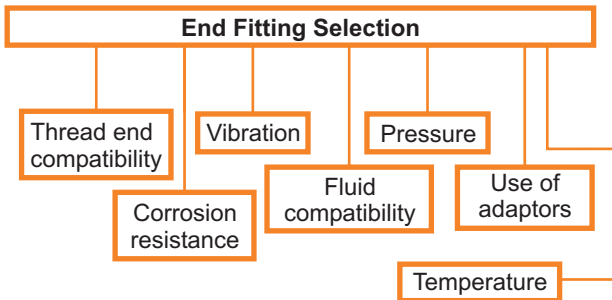 End Fitting Selection
Thread end
compatibility
Vibration
Pressure
Corrosion
resistance
Fluid
compatibility
Use of
adaptors
Temperature